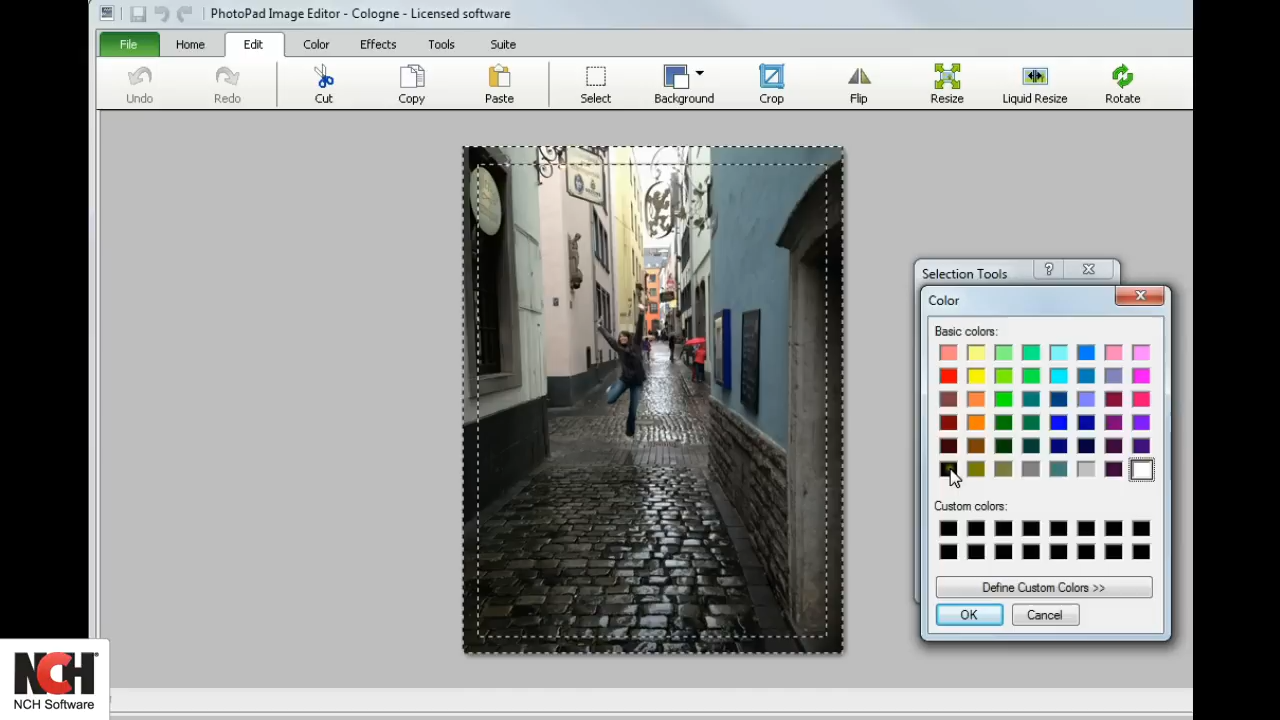 PhotoPad Image Editor - Cologne - Licensed software
File Home Edit Color Effects Tools Suite
Undo Redo Cut Copy Paste Select Background Crop Flip Resize Liquid Resize Rotate
Selection Tools ?
Color
Basic colors:
Custom colors:
Define Custom Colors >>
OK Cancel
NCH®
NCH Software